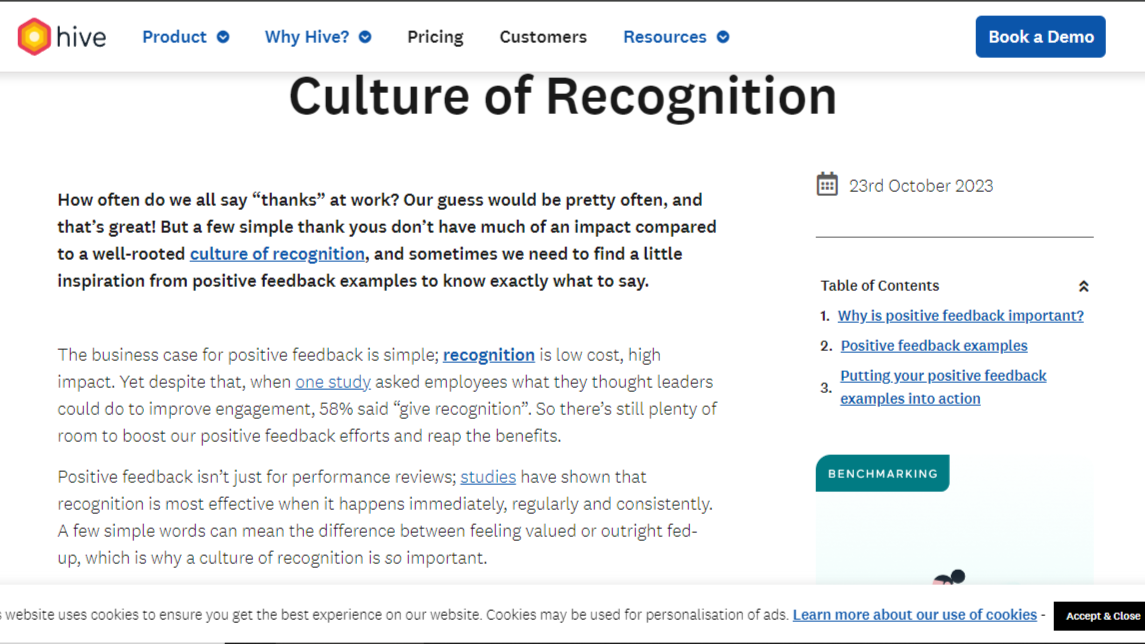 hive
Product
Why Hive?
Pricing
Customers
Resources
Book a Demo
Culture of Recognition
How often do we all say “thanks” at work? Our guess would be pretty often, and
that’s great! But a few simple thank yous don’t have much of an impact compared
to a well-rooted culture of recognition, and sometimes we need to find a little
inspiration from positive feedback examples to know exactly what to say.
The business case for positive feedback is simple; recognition is low cost, high
impact. Yet despite that, when one study asked employees what they thought leaders
could do to improve engagement, 58% said “give recognition”. So there’s still plenty of
room to boost our positive feedback efforts and reap the benefits.
Positive feedback isn’t just for performance reviews; studies have shown that
recognition is most effective when it happens immediately, regularly and consistently.
A few simple words can mean the difference between feeling valued or outright fed-
up, which is why a culture of recognition is so important.
23rd October 2023
Table of Contents
1. Why is positive feedback important?
2. Positive feedback examples
3. Putting your positive feedback
examples into action
BENCHMARKING
s website uses cookies to ensure you get the best experience on our website. Cookies may be used for personalisation of ads. Learn more about our use of cookies -
Accept & Close